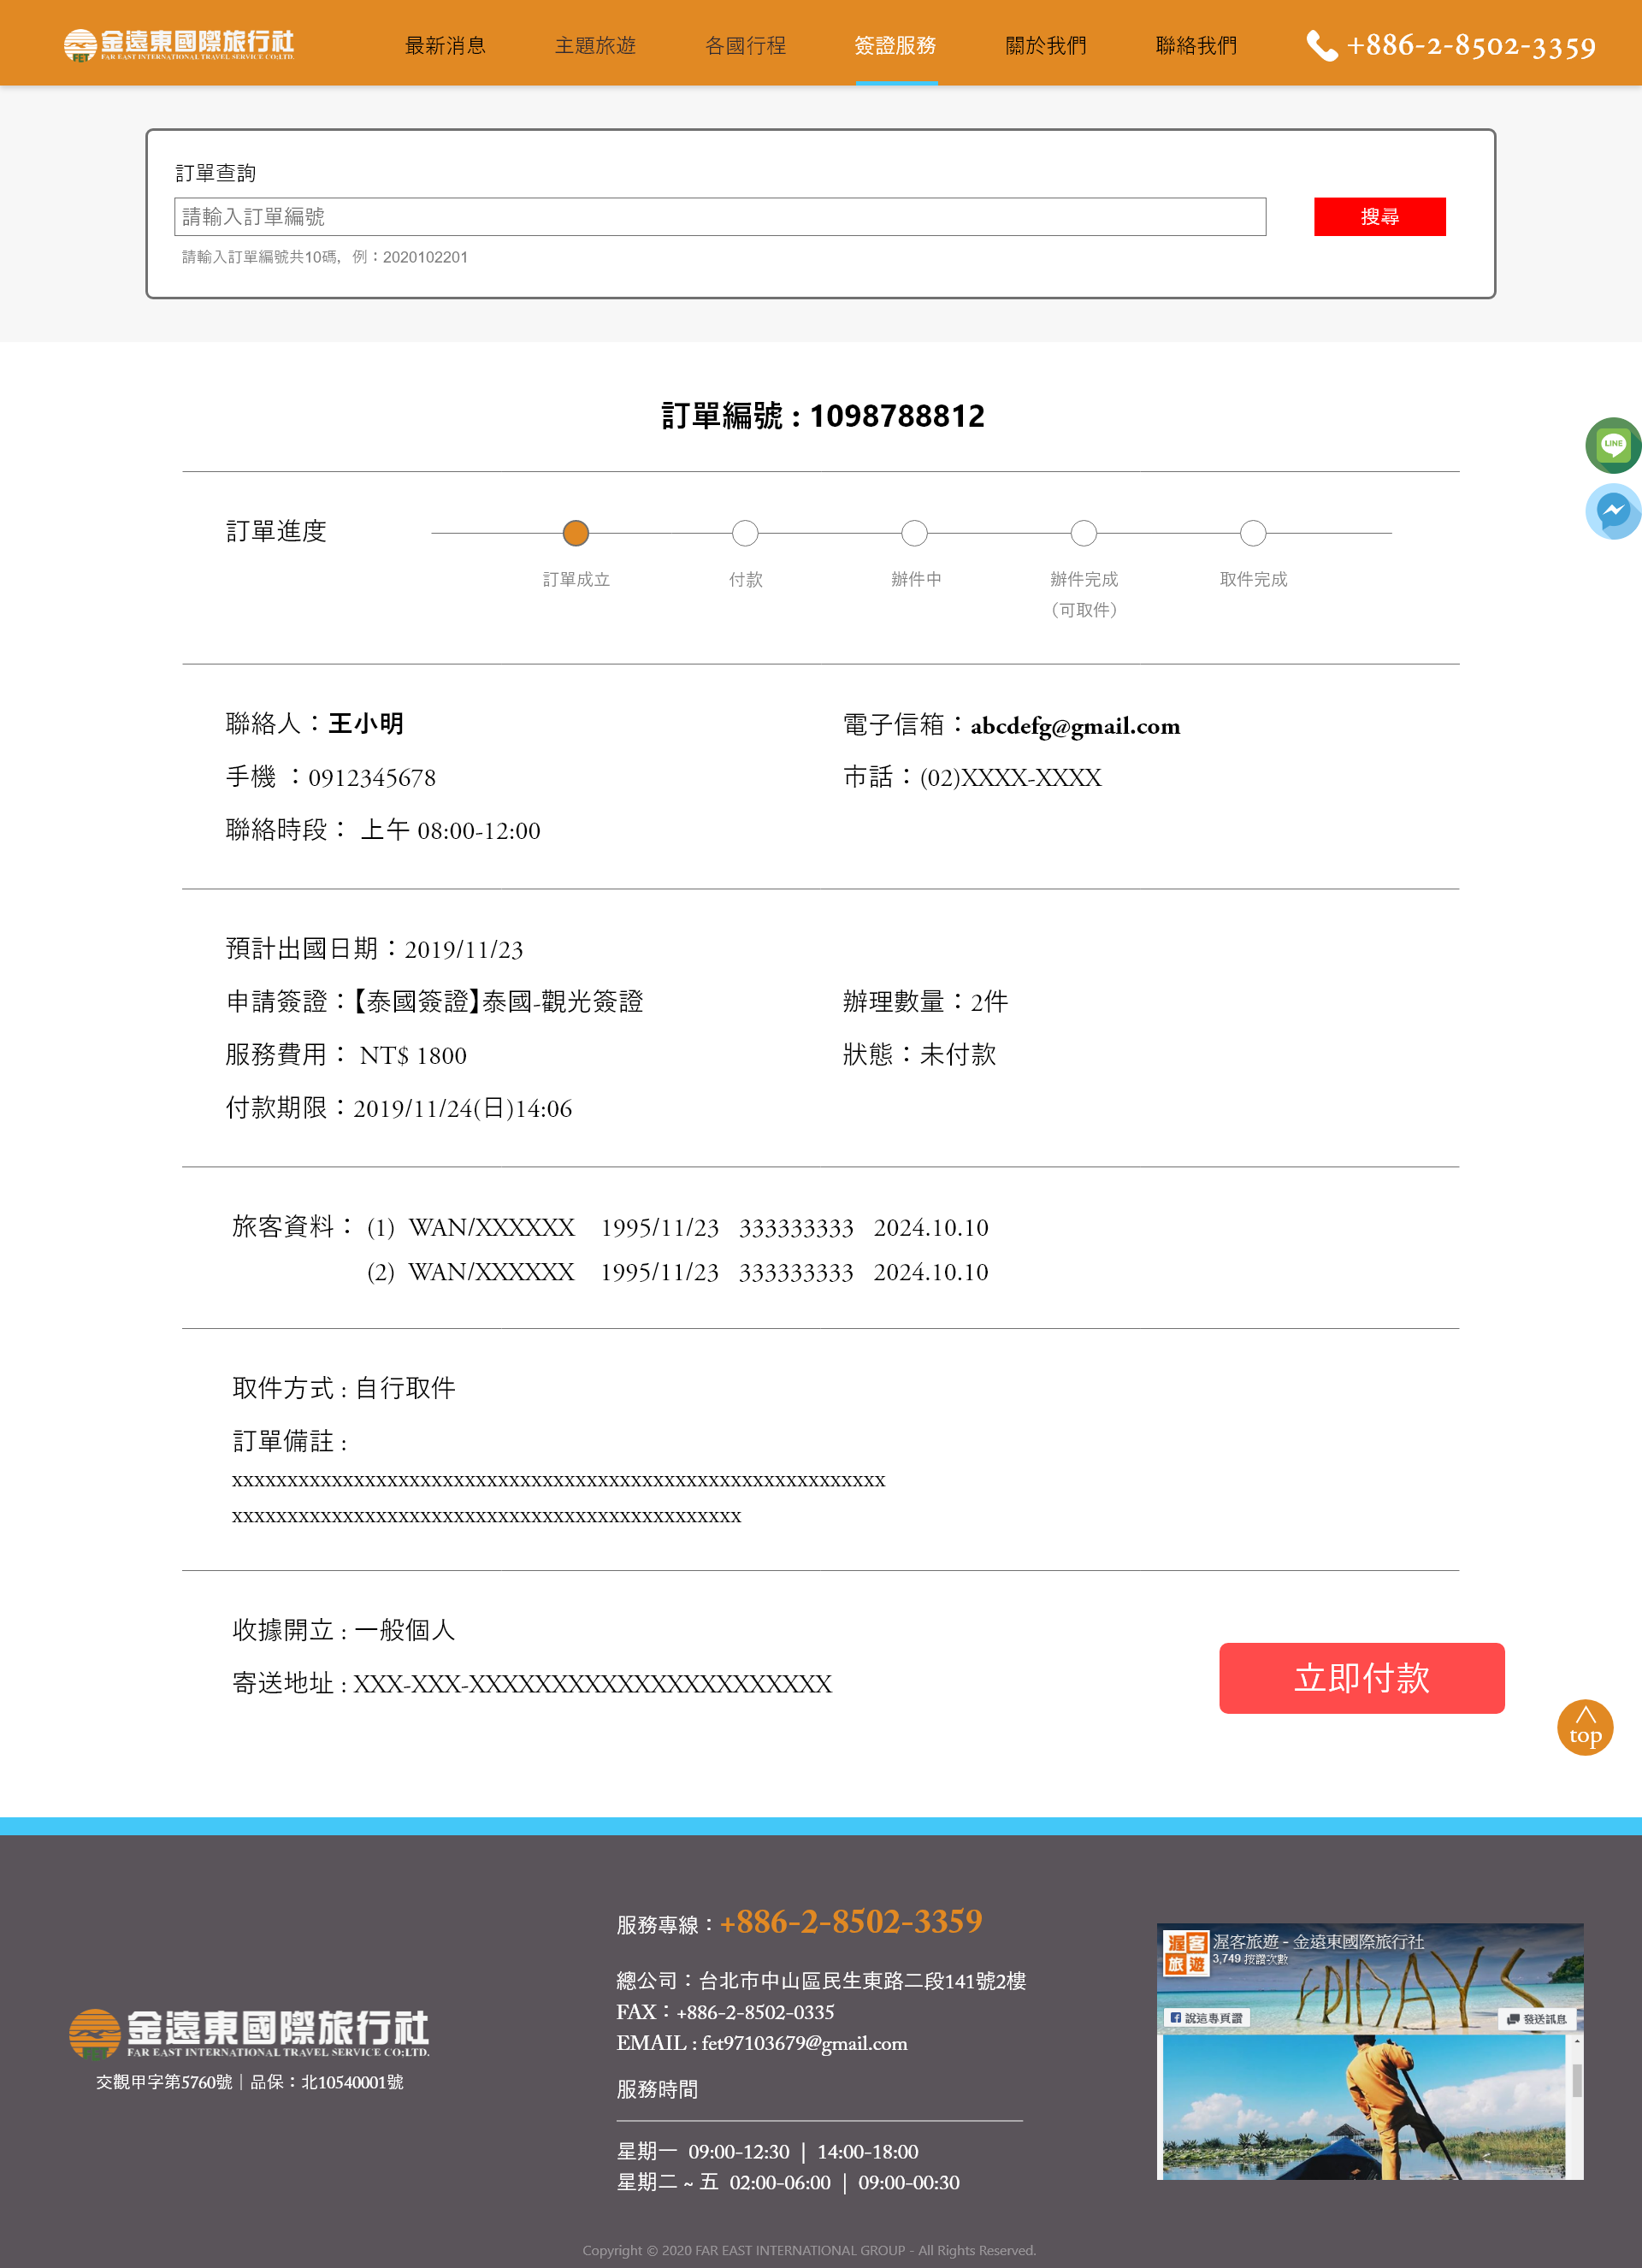 金遠東國際旅行社
FAR EAST INTERNATIONAL TRAVEL SERVICE CO;LTD.
FET
最新消息 主題旅遊 各國行程 簽證服務 關於我們 聯絡我們 +886-2-8502-3359
訂單查詢
請輸入訂單編號 搜尋
請輸入訂單編號共10碼, 例：2020102201
訂單編號 : 1098788812
LINE
訂單進度
訂單成立 付款 辦件中 辦件完成 取件完成
(可取件)
聯絡人：王小明 電子信箱：abcdefg@gmail.com
手機 ：0912345678 市話：(02)XXXX-XXXX
聯絡時段： 上午 08:00-12:00
預計出國日期：2019/11/23
申請簽證：【泰國簽證】泰國-觀光簽證 辦理數量：2件
服務費用： NT$ 1800 狀態：未付款
付款期限：2019/11/24(日)14:06
旅客資料： (1) WAN/XXXXXX 1995/11/23 333333333 2024.10.10
(2) WAN/XXXXXX 1995/11/23 333333333 2024.10.10
取件方式 : 自行取件
訂單備註 :
xxxxxxxxxxxxxxxxxxxxxxxxxxxxxxxxxxxxxxxxxxxxxxxxxxxxxxxxxxx
xxxxxxxxxxxxxxxxxxxxxxxxxxxxxxxxxxxxxxxxxxxxxx
收據開立 : 一般個人
寄送地址 : XXX-XXX-XXXXXXXXXXXXXXXXXXXXXX
立即付款
top
服務專線：+886-2-8502-3359
總公司：台北市中山區民生東路二段141號2樓
FAX：+886-2-8502-0335
EMAIL : fet97103679@gmail.com
服務時間
星期一 09:00-12:30 | 14:00-18:00
星期二 ~ 五 02:00-06:00 | 09:00-00:30
金遠東國際旅行社
FAR EAST INTERNATIONAL TRAVEL SERVICE CO;LTD.
FET
交觀甲字第5760號｜品保：北10540001號
渥客旅遊
渥客旅遊 - 金遠東國際旅行社
3,749 按讚次數
說這專頁讚 發送訊息
Copyright © 2020 FAR EAST INTERNATIONAL GROUP - All Rights Reserved.